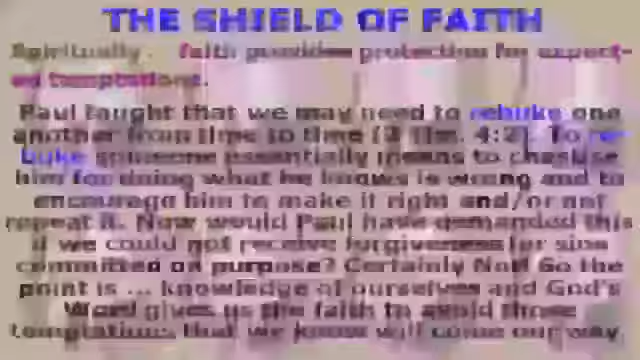 THE SHIELD OF FAITH
Spiritually faith provides protection for expect-
ed temptations.
Paul taught that we may need to rebuke one
another from time to time (2 Tim. 4:2). To re-
buke someone essentially means to chastise
him for doing what he knows is wrong and to
encourage him to make it right and/or not
repeat it. Now would Paul have demanded this
if we could not receive forgiveness for sins
committed on purpose? Certainly Not! So the
point is ... knowledge of ourselves and God's
Word gives us the faith to avoid those
temptations that we know will come our way.